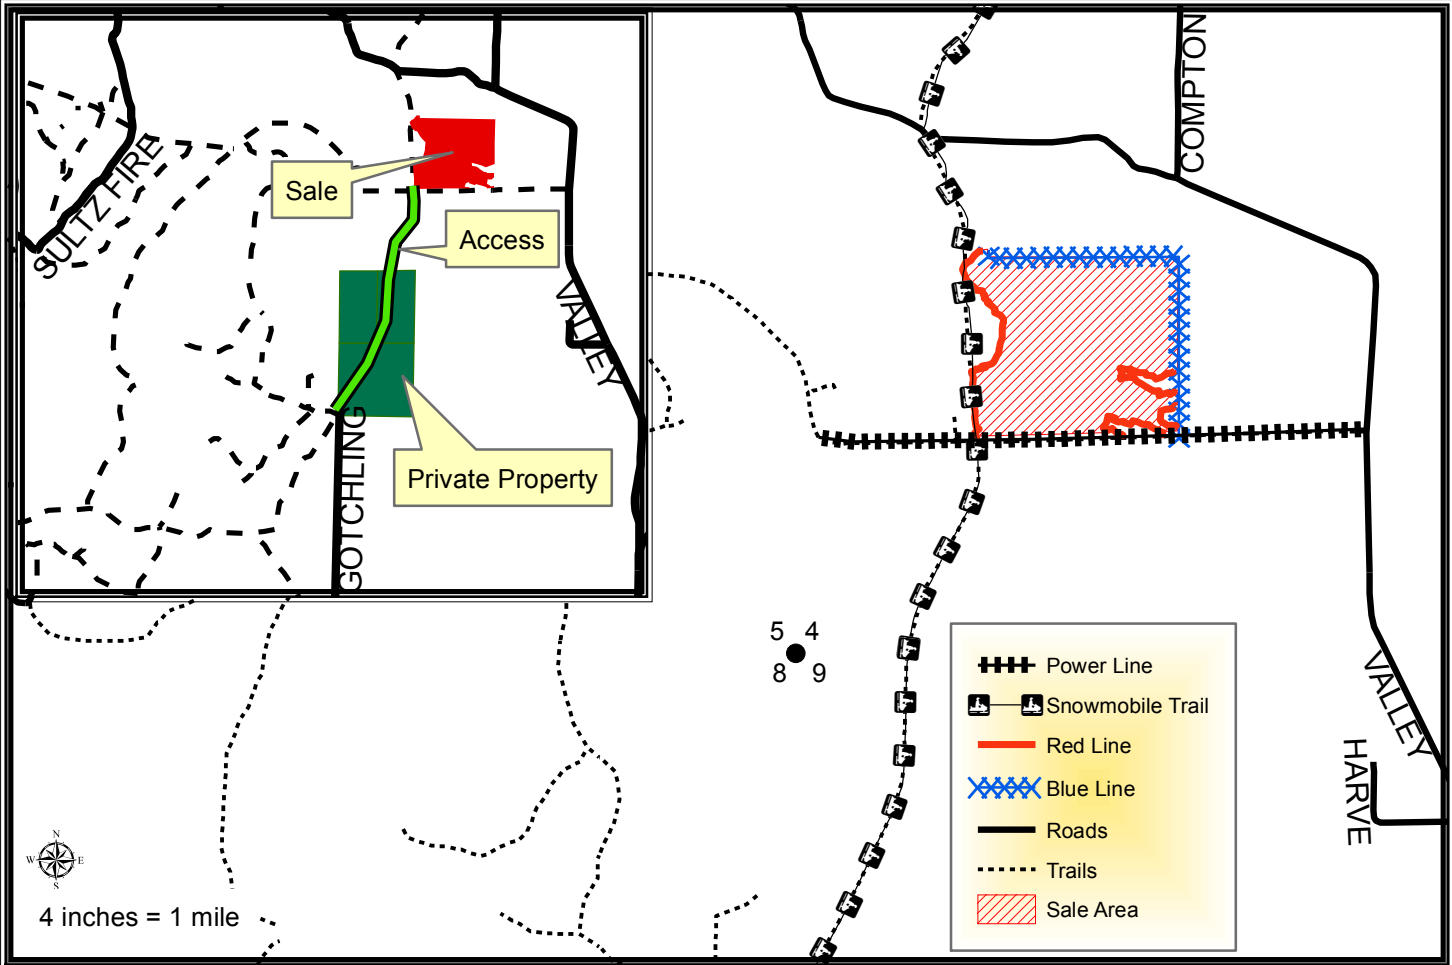 COMPTON
SULTZ FIRE
Sale
Access
VALLEY
Private Property
GOTCHLING
5 4
8 9
Power Line
Snowmobile Trail
Red Line
Blue Line
Roads
Trails
Sale Area
VALLEY
HARVE
N
W E
S
4 inches = 1 mile